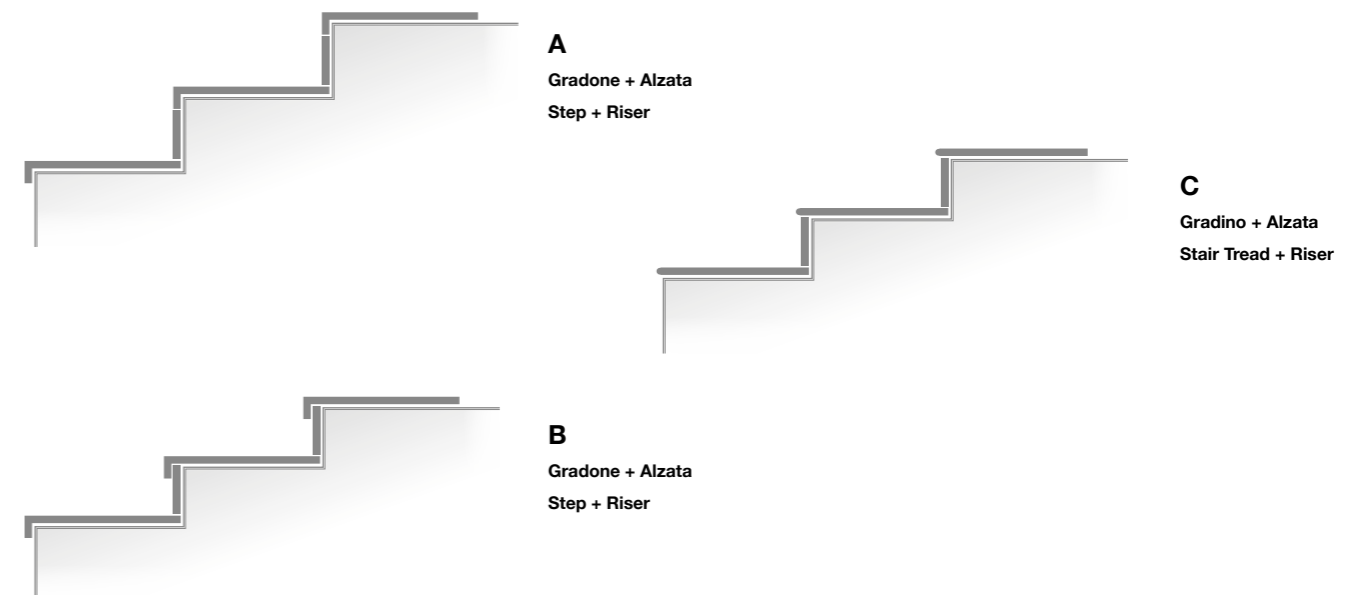 A
Gradone + Alzata
Step + Riser
C
Gradino + Alzata
Stair Tread + Riser
B
Gradone + Alzata
Step + Riser